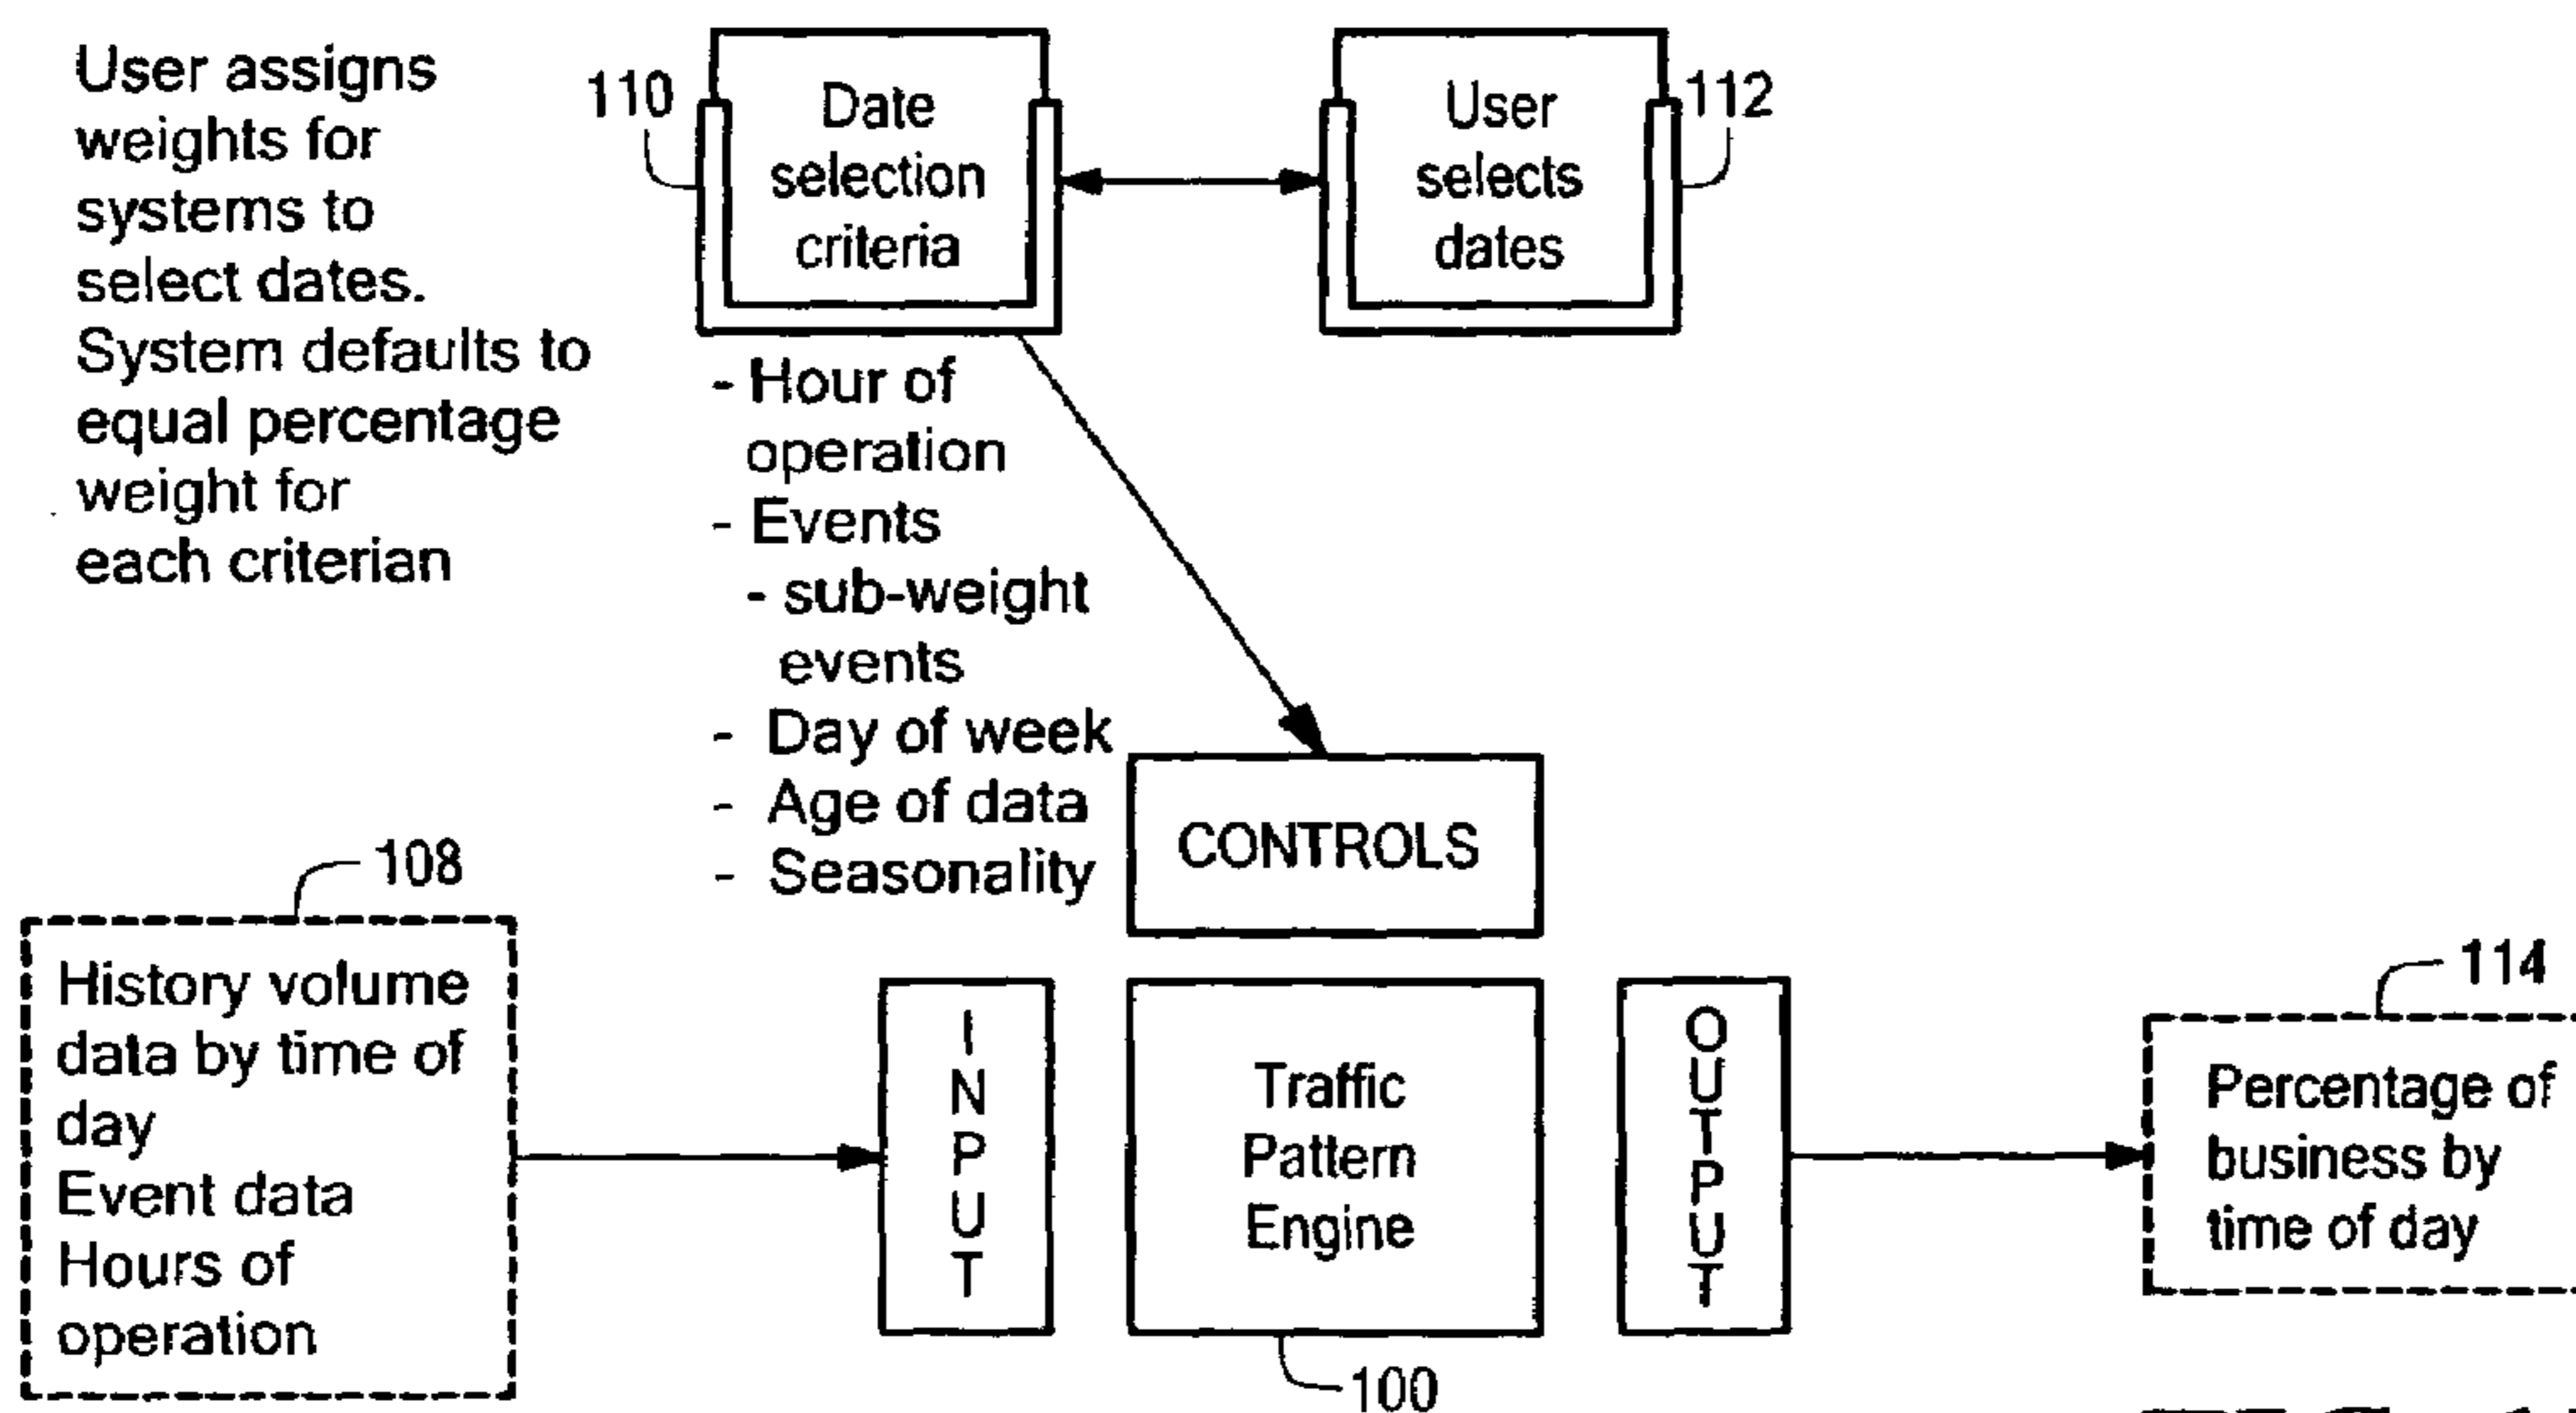 User assigns
weights for
systems to
select dates.
System defaults to
equal percentage
weight for
each criterian
110
Date
selection
criteria
User
selects
dates
112
- Hour of
operation
- Events
- sub-weight
events
- Day of week
- Age of data
- Seasonality
CONTROLS
108
History volume
data by time of
day
Event data
Hours of
operation
INPUT
Traffic
Pattern
Engine
100
OUTPUT
114
Percentage of
business by
time of day